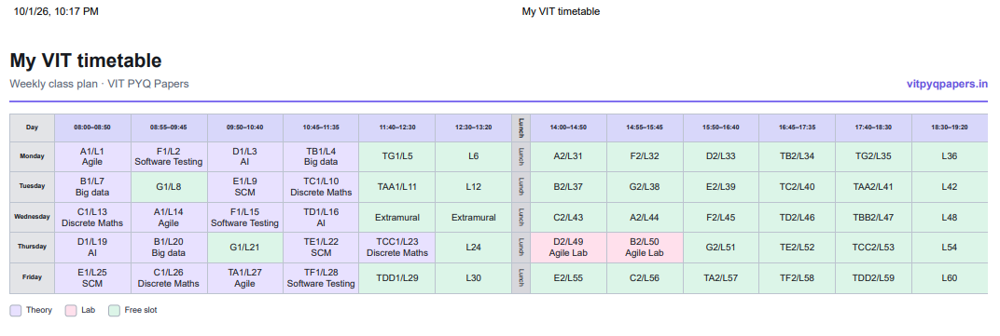 10/1/26, 10:17 PM My VIT timetable
My VIT timetable
Weekly class plan · VIT PYQ Papers vitpyqpapers.in
Day 08:00–08:50 08:55–09:45 09:50–10:40 10:45–11:35 11:40–12:30 12:30–13:20 Lunch 14:00–14:50 14:55–15:45 15:50–16:40 16:45–17:35 17:40–18:30 18:30–19:20
Monday A1/L1 F1/L2 D1/L3 TB1/L4 TG1/L5 L6 Lunch A2/L31 F2/L32 D2/L33 TB2/L34 TG2/L35 L36
Agile Software Testing AI Big data
Tuesday B1/L7 G1/L8 E1/L9 TC1/L10 TAA1/L11 L12 Lunch B2/L37 G2/L38 E2/L39 TC2/L40 TAA2/L41 L42
Big data SCM Discrete Maths
Wednesday C1/L13 A1/L14 F1/L15 TD1/L16 Extramural Extramural Lunch C2/L43 A2/L44 F2/L45 TD2/L46 TBB2/L47 L48
Discrete Maths Agile Software Testing AI
Thursday D1/L19 B1/L20 G1/L21 TE1/L22 TCC1/L23 L24 Lunch D2/L49 B2/L50 G2/L51 TE2/L52 TCC2/L53 L54
AI Big data SCM Discrete Maths Agile Lab Agile Lab
Friday E1/L25 C1/L26 TA1/L27 TF1/L28 TDD1/L29 L30 Lunch E2/L55 C2/L56 TA2/L57 TF2/L58 TDD2/L59 L60
SCM Discrete Maths Agile Software Testing
Theory Lab Free slot